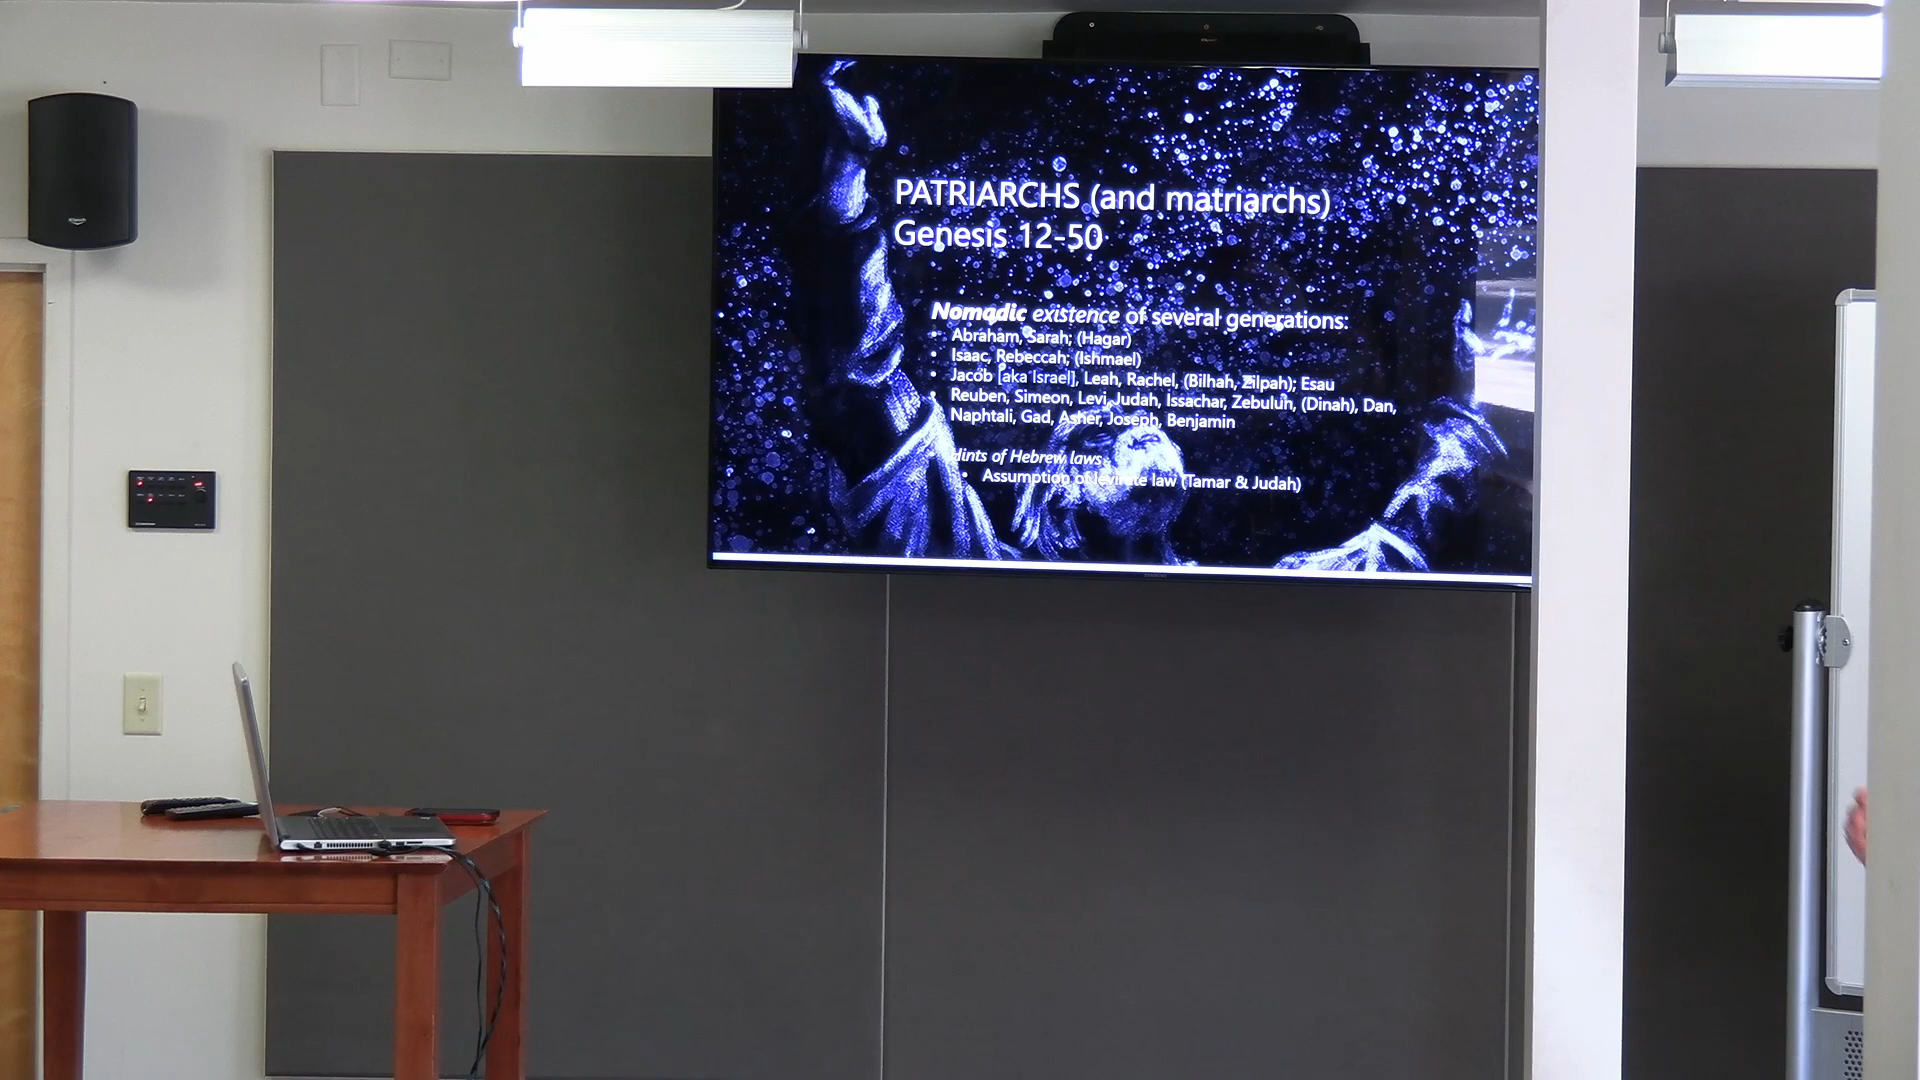 PATRIARCHS (and matriarchs)
Genesis 12-50
Nomadic existence of several generations:
• Abraham, Sarah; (Hagar)
• Isaac, Rebeccah; (Ishmael)
• Jacob [aka Israel], Leah, Rachel, (Bilhah, Zilpah); Esau
• Reuben, Simeon, Levi, Judah, Issachar, Zebulun, (Dinah), Dan,
Naphtali, Gad, Asher, Joseph, Benjamin
Hints of Hebrew laws
• Assumption of levirate law (Tamar & Judah)